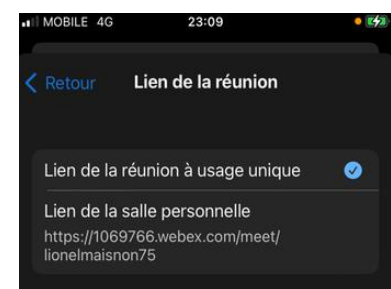 MOBILE 4G 23:09
Retour Lien de la réunion
Lien de la réunion à usage unique
Lien de la salle personnelle
https://1069766.webex.com/meet/
lionelmaisnon75